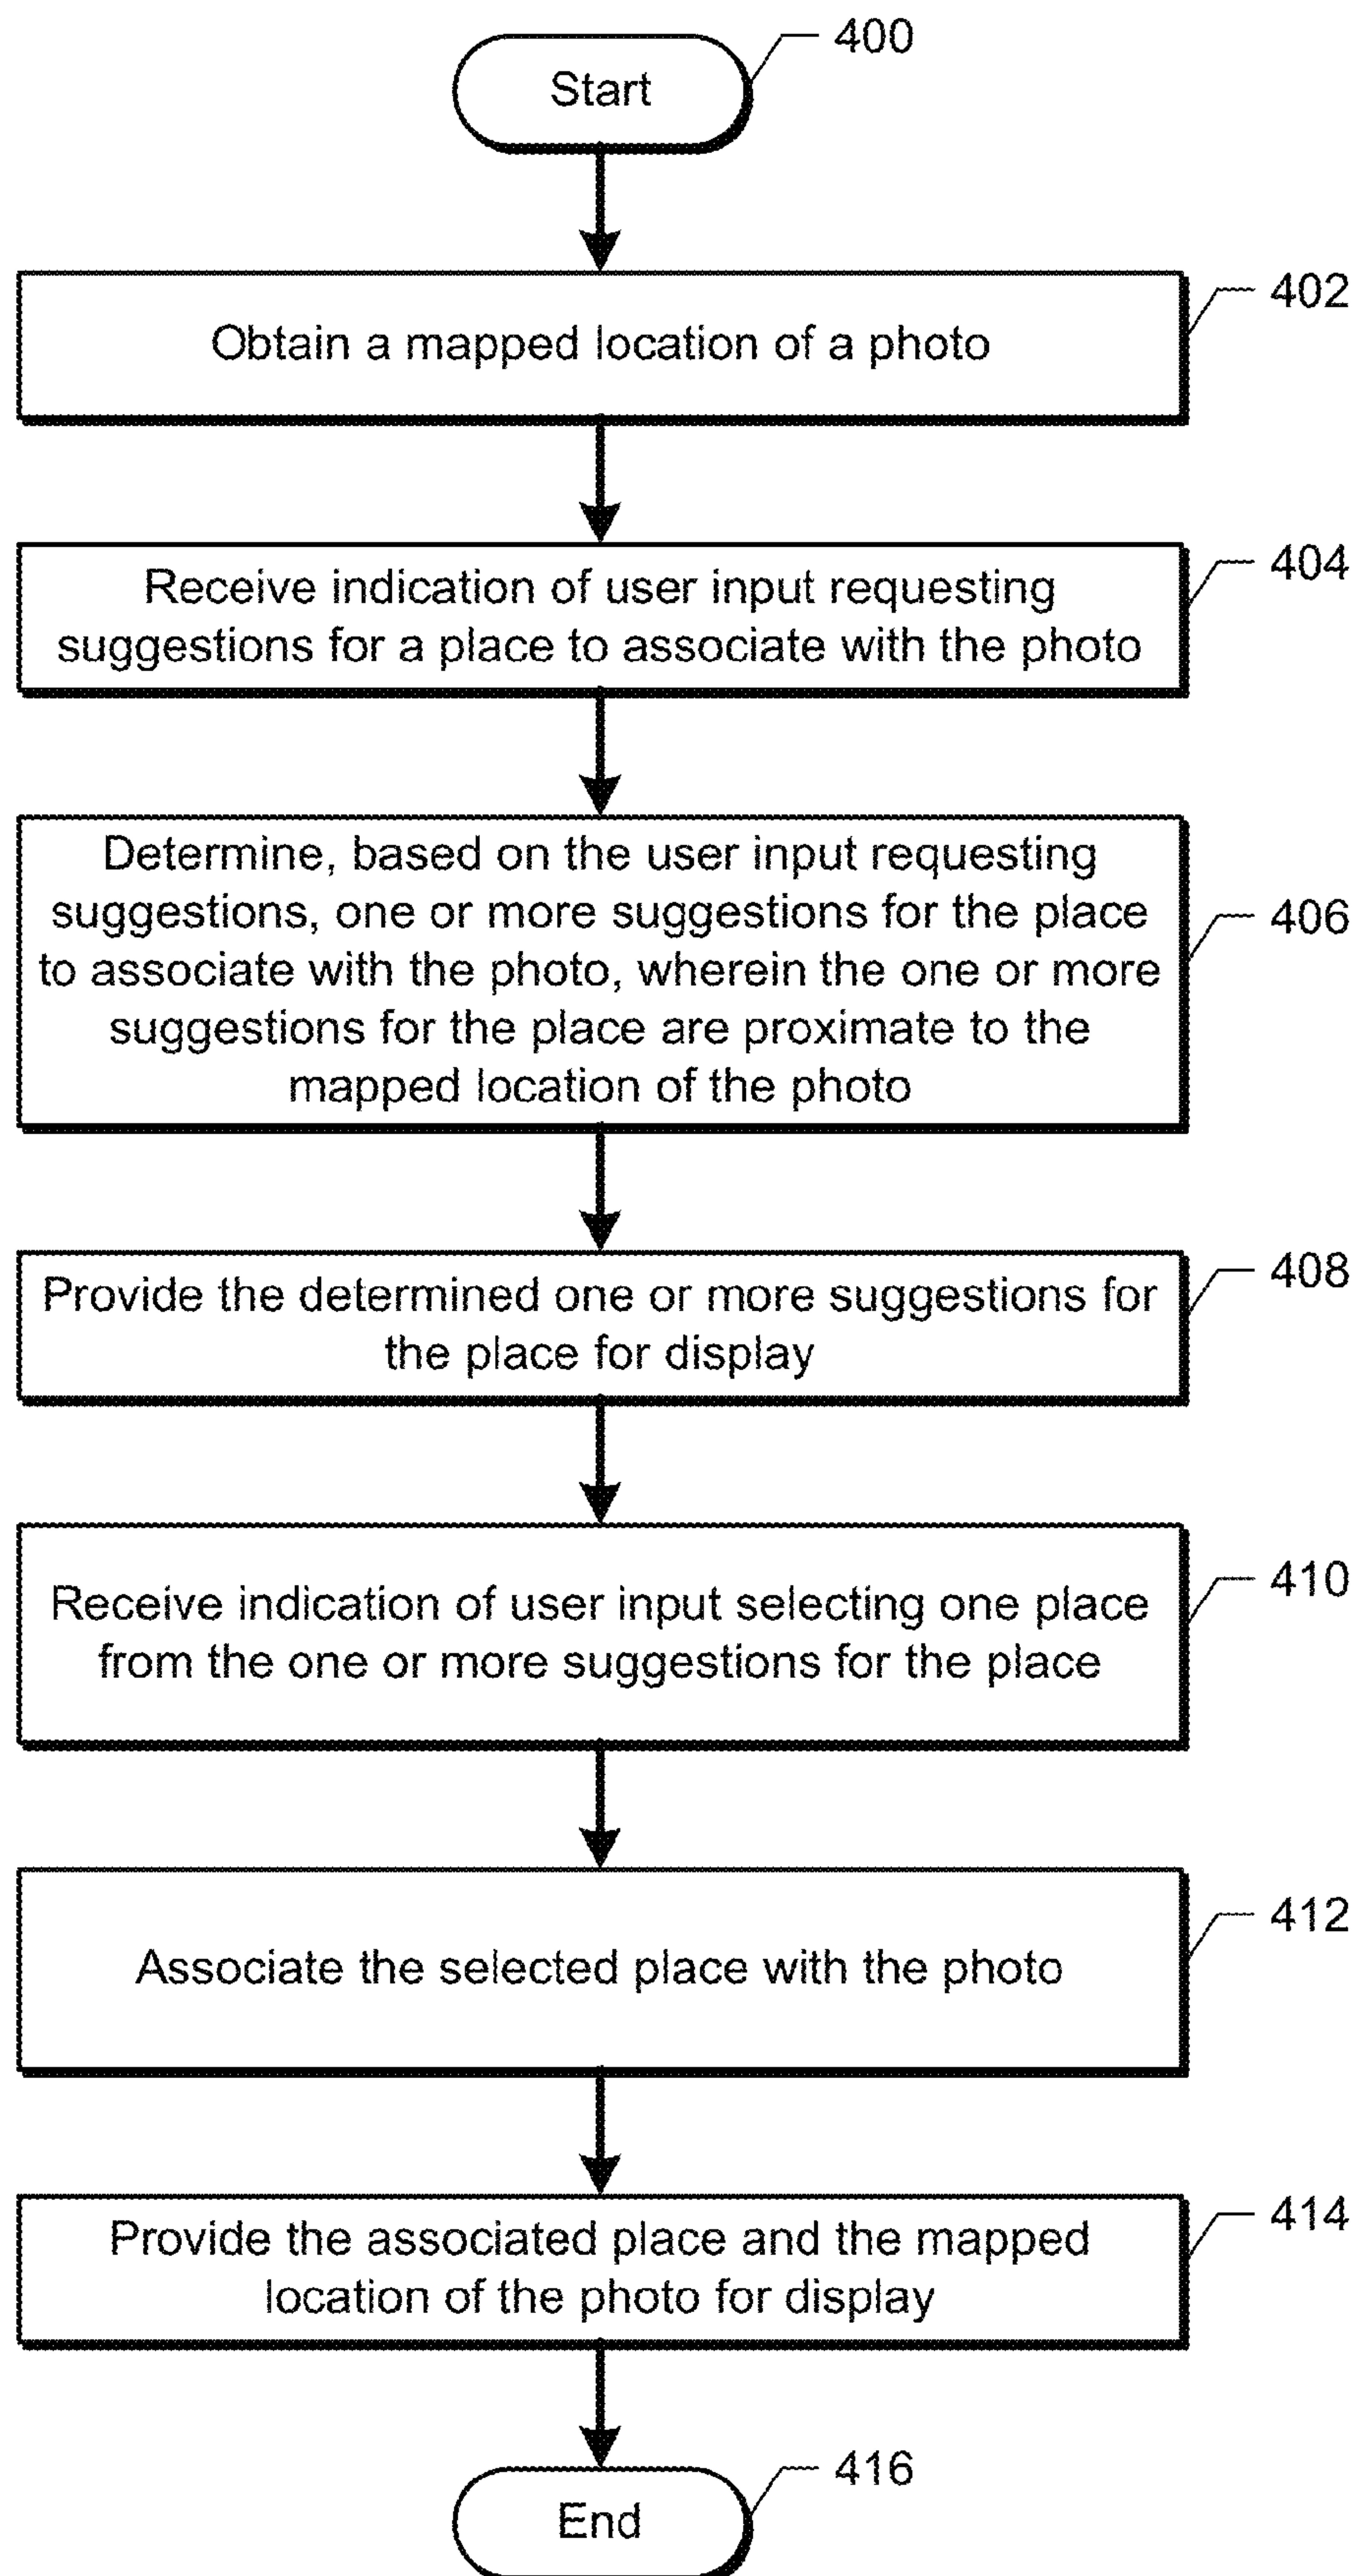 400
Start
402
Obtain a mapped location of a photo
404
Receive indication of user input requesting
suggestions for a place to associate with the photo
406
Determine, based on the user input requesting
suggestions, one or more suggestions for the place
to associate with the photo, wherein the one or more
suggestions for the place are proximate to the
mapped location of the photo
408
Provide the determined one or more suggestions for
the place for display
410
Receive indication of user input selecting one place
from the one or more suggestions for the place
412
Associate the selected place with the photo
414
Provide the associated place and the mapped
location of the photo for display
416
End